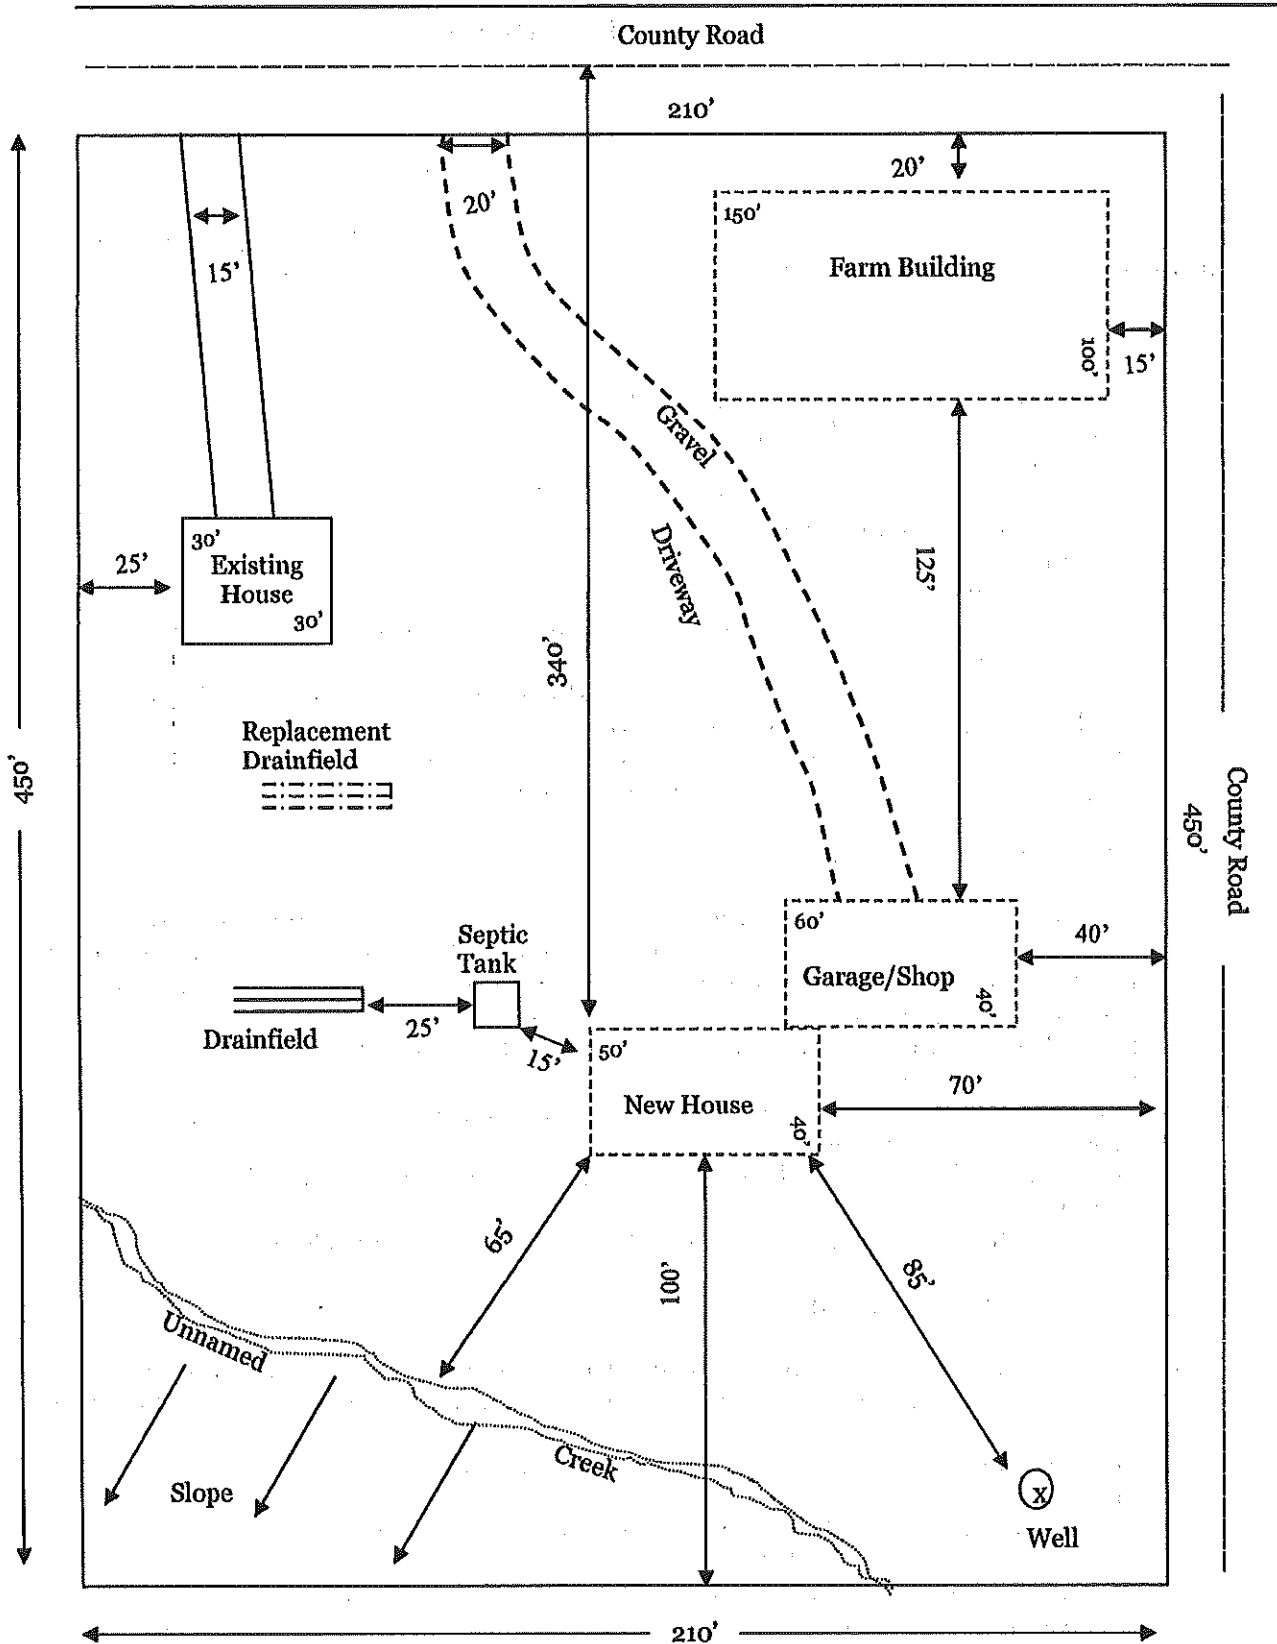 County Road
210'
20'
150'
20'
Farm Building
15'
100'
15'
Gravel
Driveway
30'
Existing
House
30'
25'
125'
340'
Replacement
Drainfield
450'
County Road
450'
60'
Septic
Tank
40'
Garage/Shop
40'
25'
15'
Drainfield
50'
70'
New House
40'
65'
100'
85'
Unnamed
Creek
Slope
X
Well
210'